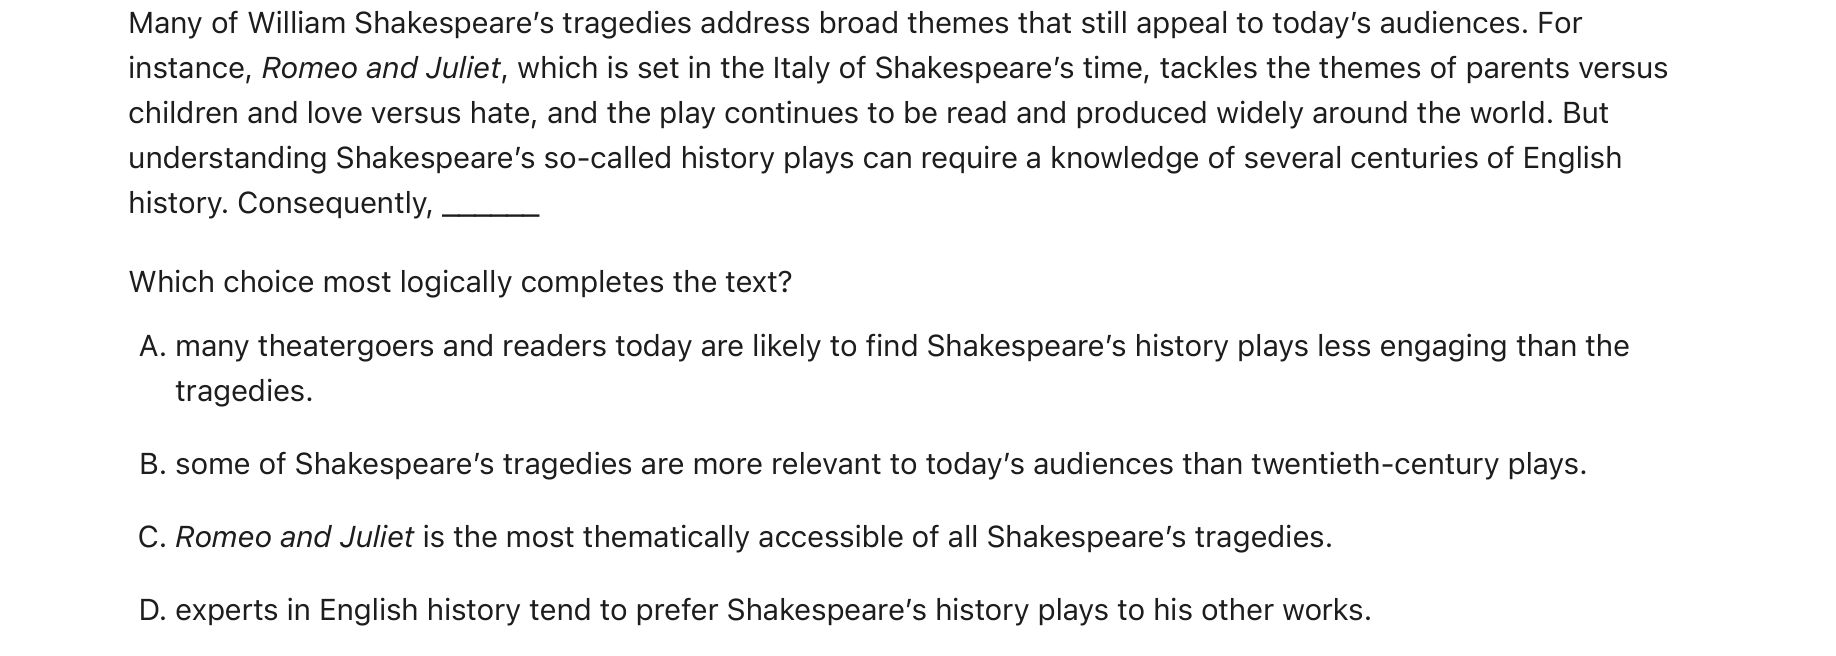 Many of William Shakespeare’s tragedies address broad themes that still appeal to today’s audiences. For
instance, Romeo and Juliet, which is set in the Italy of Shakespeare’s time, tackles the themes of parents versus
children and love versus hate, and the play continues to be read and produced widely around the world. But
understanding Shakespeare’s so-called history plays can require a knowledge of several centuries of English
history. Consequently, ______
Which choice most logically completes the text?
A. many theatergoers and readers today are likely to find Shakespeare’s history plays less engaging than the
tragedies.
B. some of Shakespeare’s tragedies are more relevant to today’s audiences than twentieth-century plays.
C. Romeo and Juliet is the most thematically accessible of all Shakespeare’s tragedies.
D. experts in English history tend to prefer Shakespeare’s history plays to his other works.